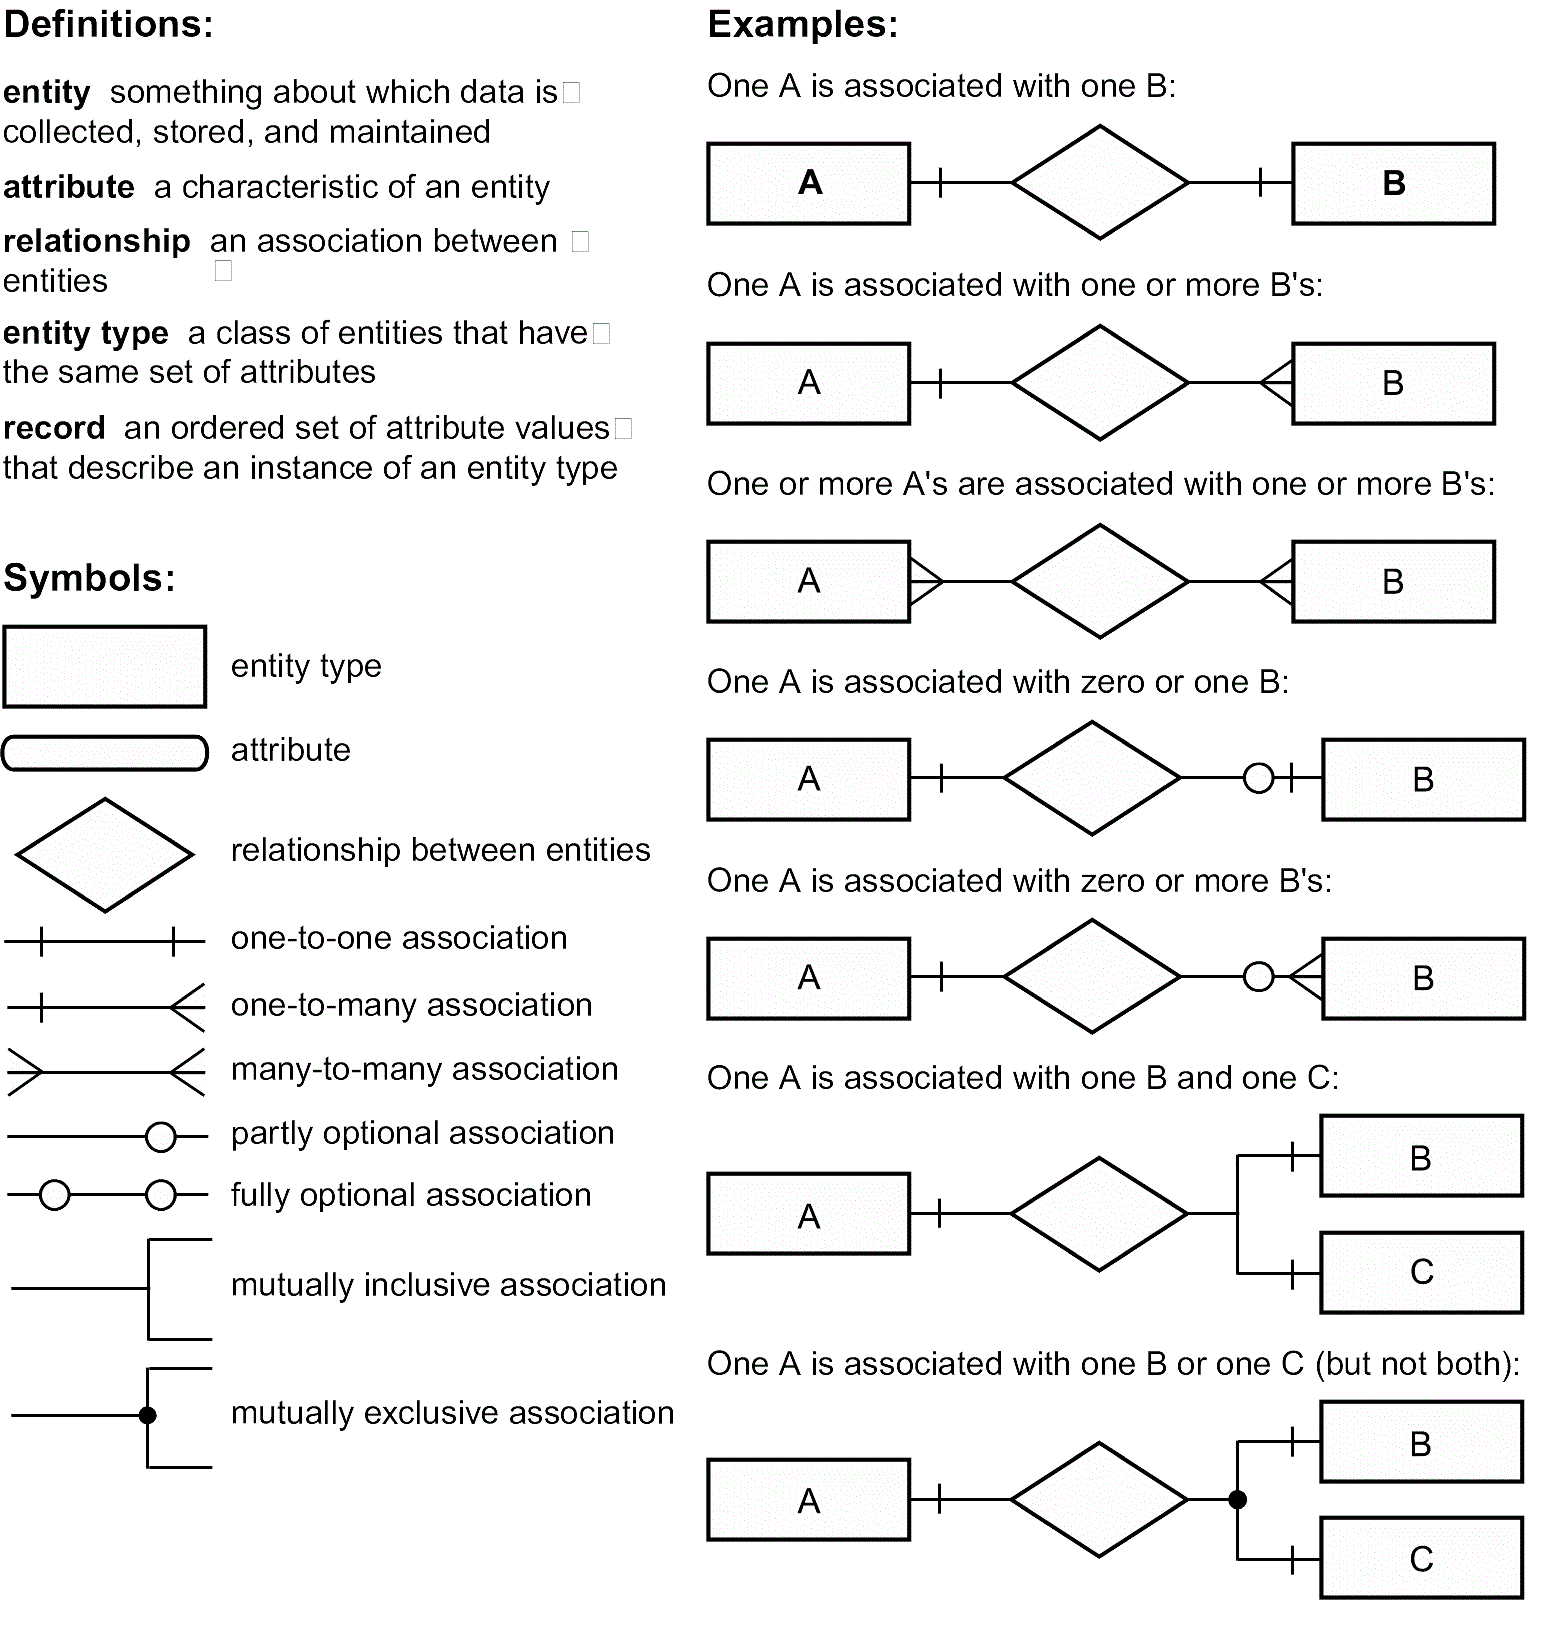 Definitions:
entity something about which data is
collected, stored, and maintained
attribute a characteristic of an entity
relationship an association between
entities
entity type a class of entities that have
the same set of attributes
record an ordered set of attribute values
that describe an instance of an entity type
Symbols:
entity type
attribute
relationship between entities
one-to-one association
one-to-many association
many-to-many association
partly optional association
fully optional association
mutually inclusive association
mutually exclusive association
Examples:
One A is associated with one B:
A B
One A is associated with one or more B's:
A B
One or more A's are associated with one or more B's:
A B
One A is associated with zero or one B:
A B
One A is associated with zero or more B's:
A B
One A is associated with one B and one C:
B
A
C
One A is associated with one B or one C (but not both):
B
A
C